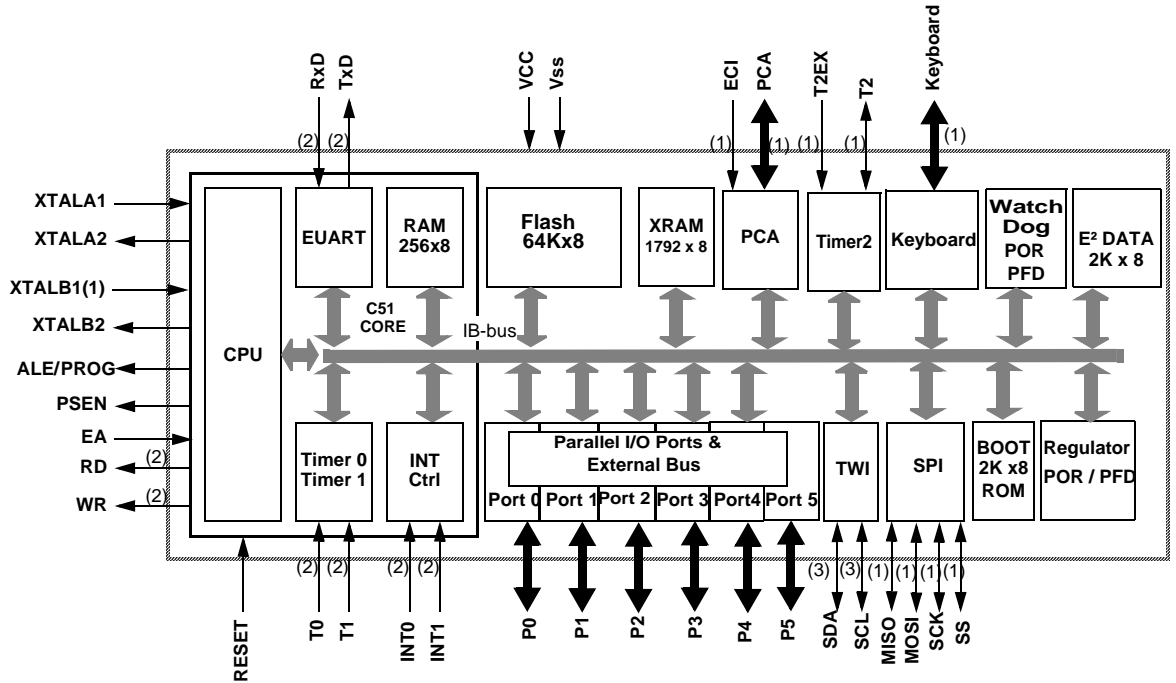 RxD
TxD
VCC
Vss
ECI
PCA
T2EX
T2
Keyboard
(2) (2)
(1) (1) (1) (1) (1)
XTALA1
XTALA2
XTALB1(1)
XTALB2
ALE/PROG
PSEN
EA
RD (2)
WR (2)
CPU
EUART
RAM
256x8
C51
CORE
IB-bus
Flash
64Kx8
XRAM
1792 x 8
PCA
Timer2
Keyboard
Watch
Dog
POR
PFD
E² DATA
2K x 8
Timer 0
Timer 1
INT
Ctrl
Parallel I/O Ports &
External Bus
Port 0 Port 1 Port 2 Port 3 Port4 Port 5
TWI
SPI
BOOT
2K x8
ROM
Regulator
POR / PFD
(2) (2) (2) (2) (3) (3) (1) (1) (1) (1)
RESET
T0
T1
INT0
INT1
P0
P1
P2
P3
P4
P5
SDA
SCL
MISO
MOSI
SCK
SS